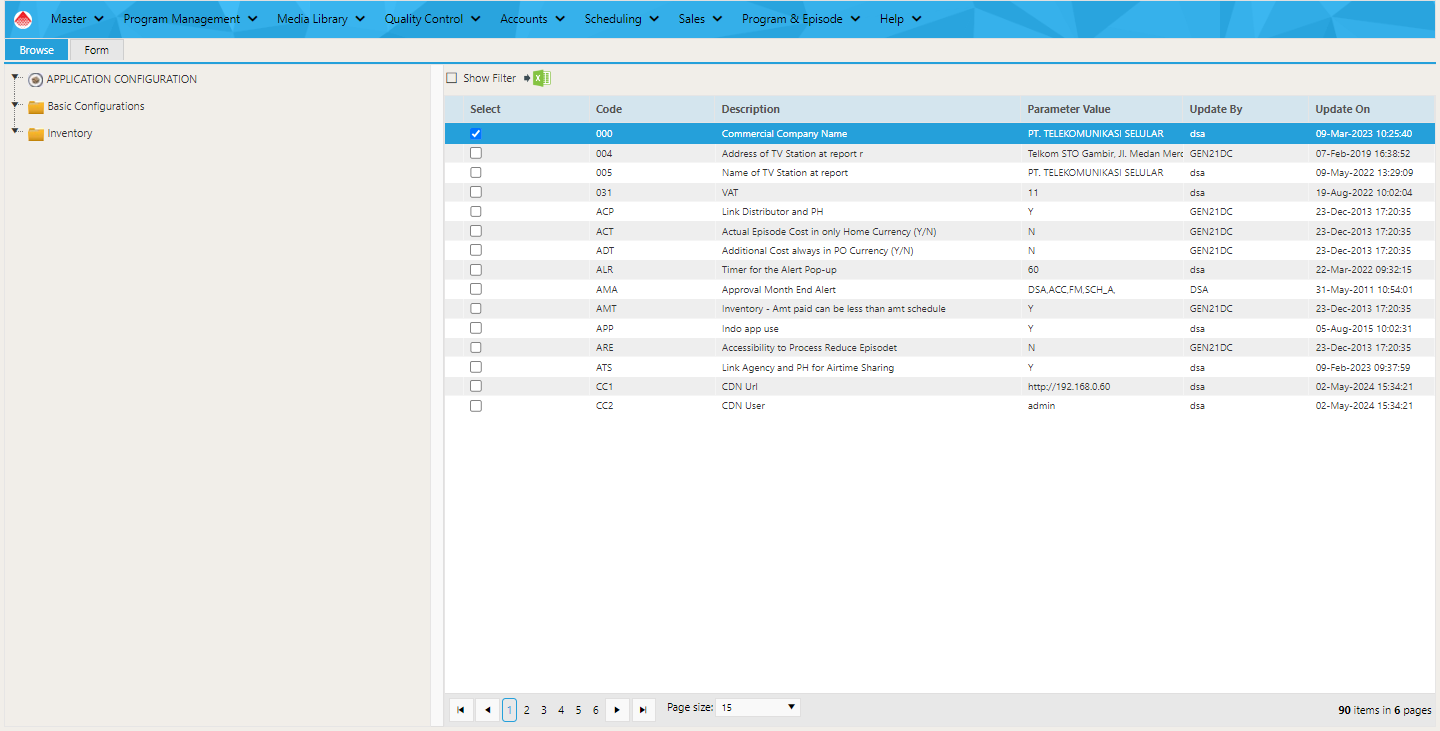 Master Program Management Media Library Quality Control Accounts Scheduling Sales Program & Episode Help
Browse Form
APPLICATION CONFIGURATION
Basic Configurations
Inventory
Show Filter
Select Code Description Parameter Value Update By Update On
000 Commercial Company Name PT. TELEKOMUNIKASI SELULAR dsa 09-Mar-2023 10:25:40
004 Address of TV Station at report r Telkom STO Gambir, Jl. Medan Merc GEN21DC 07-Feb-2019 16:38:52
005 Name of TV Station at report PT. TELEKOMUNIKASI SELULAR dsa 09-May-2022 13:29:09
031 VAT 11 dsa 19-Aug-2022 10:02:04
ACP Link Distributor and PH Y GEN21DC 23-Dec-2013 17:20:35
ACT Actual Episode Cost in only Home Currency (Y/N) N GEN21DC 23-Dec-2013 17:20:35
ADT Additional Cost always in PO Currency (Y/N) N GEN21DC 23-Dec-2013 17:20:35
ALR Timer for the Alert Pop-up 60 dsa 22-Mar-2022 09:32:15
AMA Approval Month End Alert DSA,ACC,FM,SCH_A, DSA 31-May-2011 10:54:01
AMT Inventory - Amt paid can be less than amt schedule Y GEN21DC 23-Dec-2013 17:20:35
APP Indo app use Y dsa 05-Aug-2015 10:02:31
ARE Accessibility to Process Reduce Episodet N GEN21DC 23-Dec-2013 17:20:35
ATS Link Agency and PH for Airtime Sharing Y dsa 09-Feb-2023 09:37:59
CC1 CDN Url http://192.168.0.60 dsa 02-May-2024 15:34:21
CC2 CDN User admin dsa 02-May-2024 15:34:21
1 2 3 4 5 6 Page size: 15 90 items in 6 pages